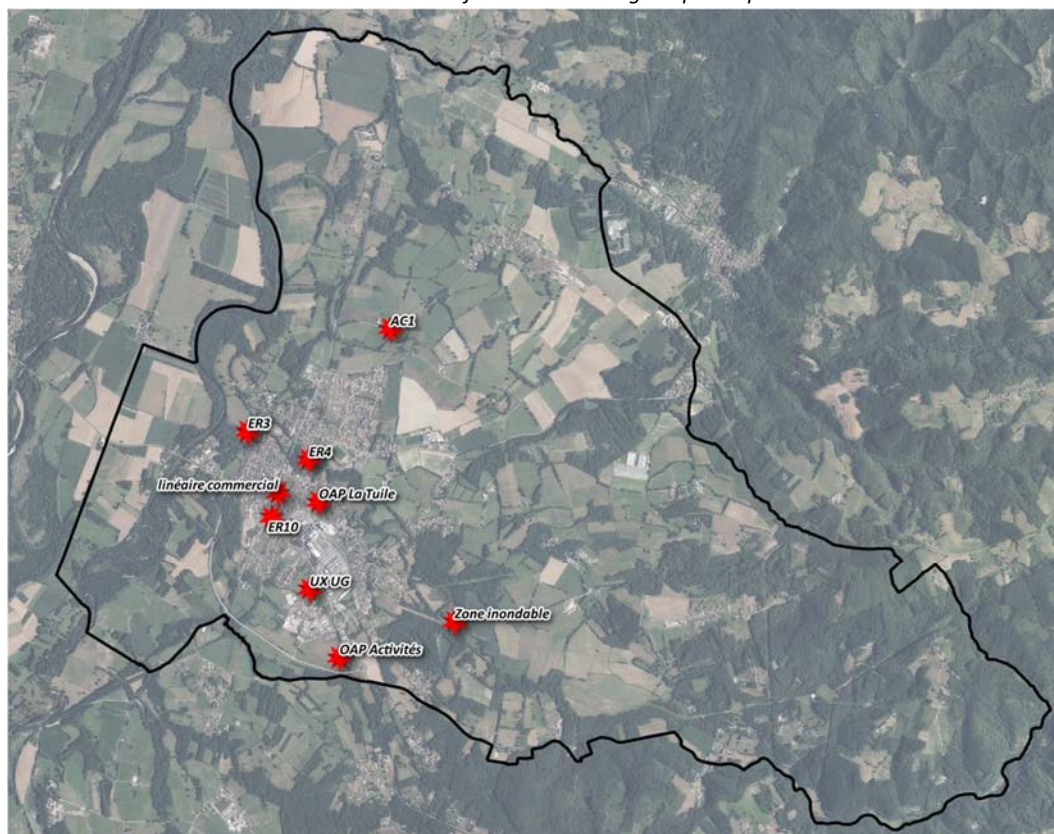 AC1
ER3
ER4
linéaire commercial
OAP La Tuile
ER10
UX UG
Zone inondable
OAP Activités